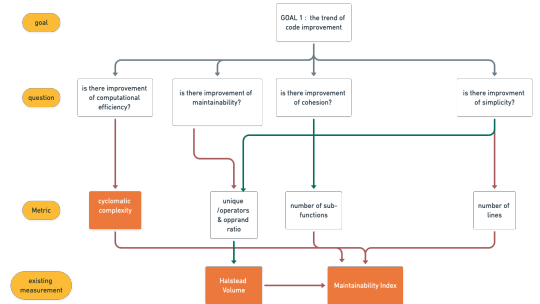 goal
GOAL 1 : the trend of
code improvement
question
is there improvement
of computational
efficiency?
is there improvement of
maintainability?
is there improvement
of cohesion?
is there improvment
of simplicity?
Metric
cyclomatic
complexity
unique
/operators
& opprand
ratio
number of sub-
functions
number of
lines
existing
measurement
Halstead
Volume
Maintainability Index